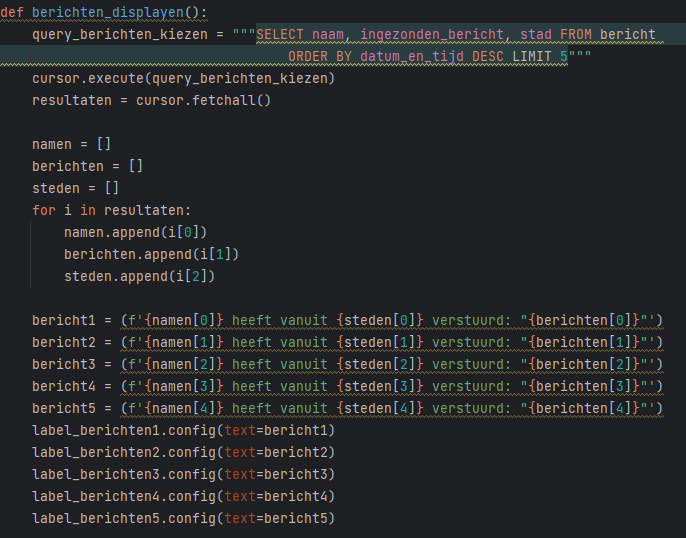 def berichten_displayen():
    query_berichten_kiezen = """SELECT naam, ingezonden_bericht, stad FROM bericht
                                ORDER BY datum_en_tijd DESC LIMIT 5"""
    cursor.execute(query_berichten_kiezen)
    resultaten = cursor.fetchall()

    namen = []
    berichten = []
    steden = []
    for i in resultaten:
        namen.append(i[0])
        berichten.append(i[1])
        steden.append(i[2])

    bericht1 = (f'{namen[0]} heeft vanuit {steden[0]} verstuurd: "{berichten[0]}"')
    bericht2 = (f'{namen[1]} heeft vanuit {steden[1]} verstuurd: "{berichten[1]}"')
    bericht3 = (f'{namen[2]} heeft vanuit {steden[2]} verstuurd: "{berichten[2]}"')
    bericht4 = (f'{namen[3]} heeft vanuit {steden[3]} verstuurd: "{berichten[3]}"')
    bericht5 = (f'{namen[4]} heeft vanuit {steden[4]} verstuurd: "{berichten[4]}"')
    label_berichten1.config(text=bericht1)
    label_berichten2.config(text=bericht2)
    label_berichten3.config(text=bericht3)
    label_berichten4.config(text=bericht4)
    label_berichten5.config(text=bericht5)